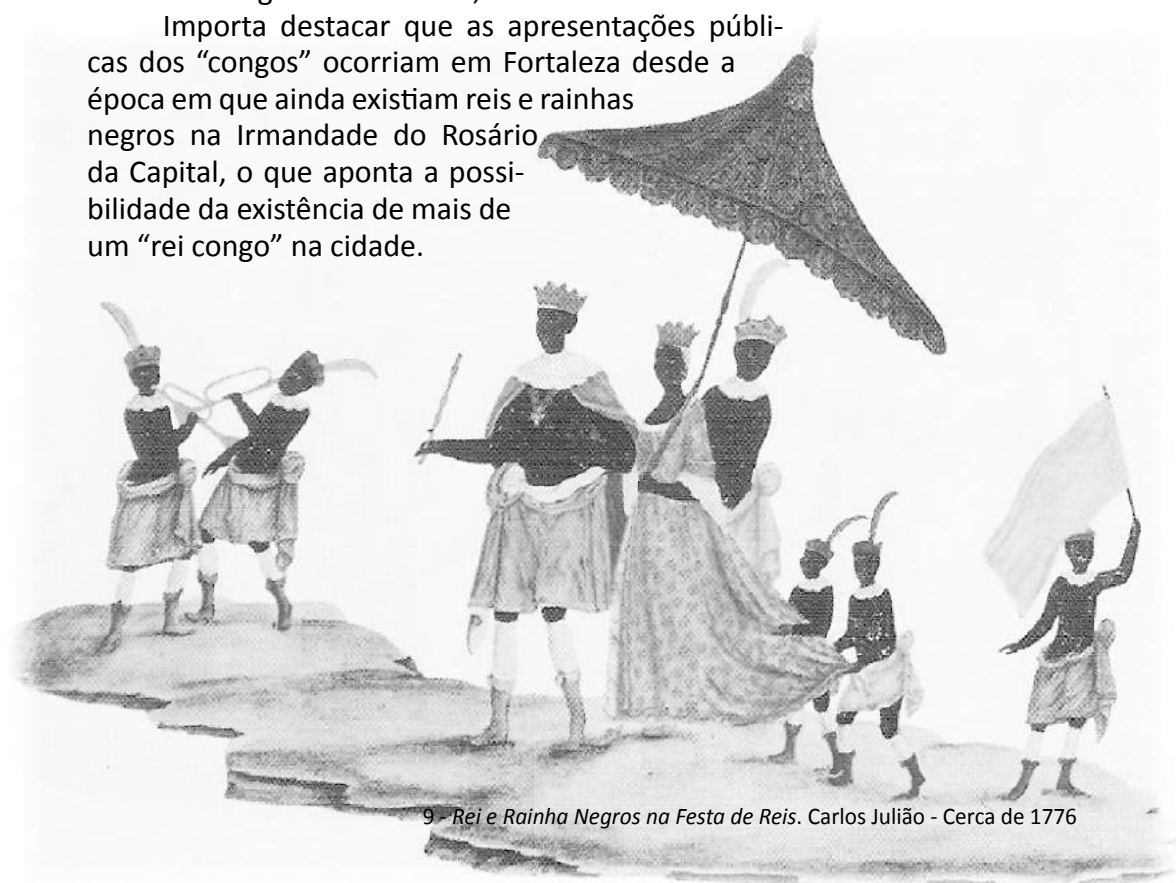 Importa destacar que as apresentações públi-
cas dos “congos” ocorriam em Fortaleza desde a
época em que ainda existiam reis e rainhas
negros na Irmandade do Rosário
da Capital, o que aponta a possi-
bilidade da existência de mais de
um “rei congo” na cidade.
9 - Rei e Rainha Negros na Festa de Reis. Carlos Julião - Cerca de 1776